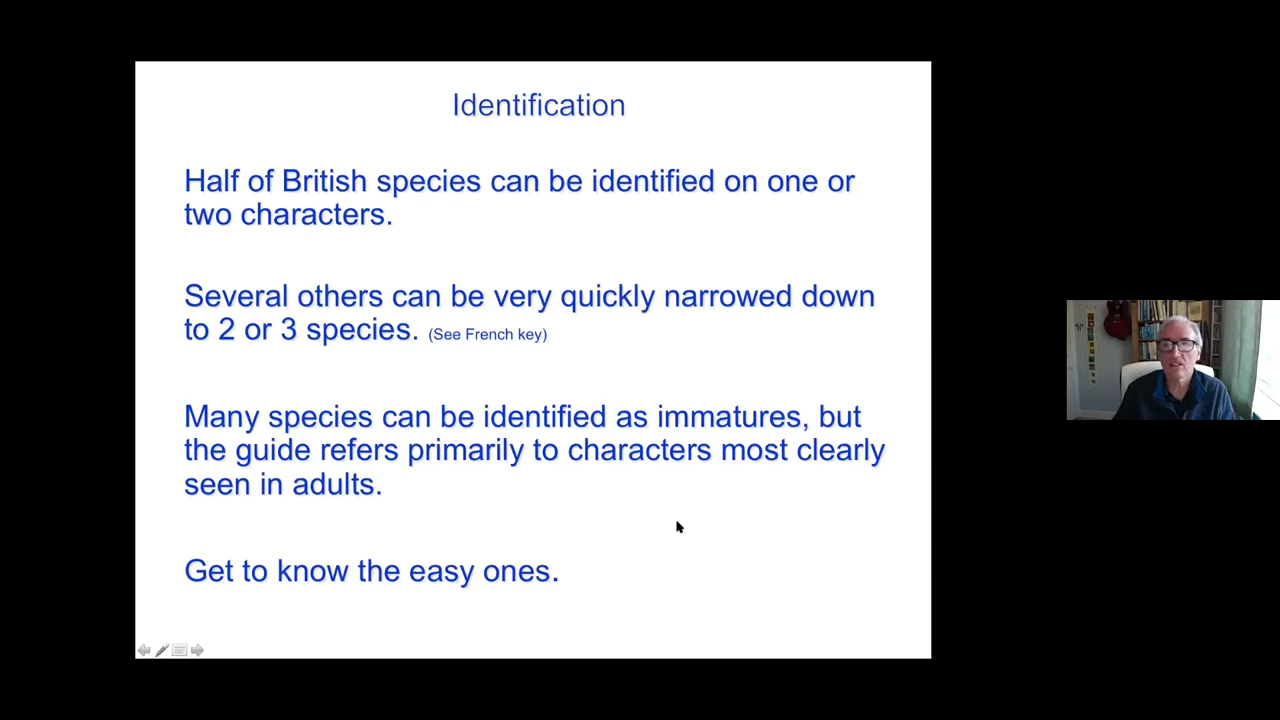 Identification
Half of British species can be identified on one or
two characters.
Several others can be very quickly narrowed down
to 2 or 3 species. (See French key)
Many species can be identified as immatures, but
the guide refers primarily to characters most clearly
seen in adults.
Get to know the easy ones.